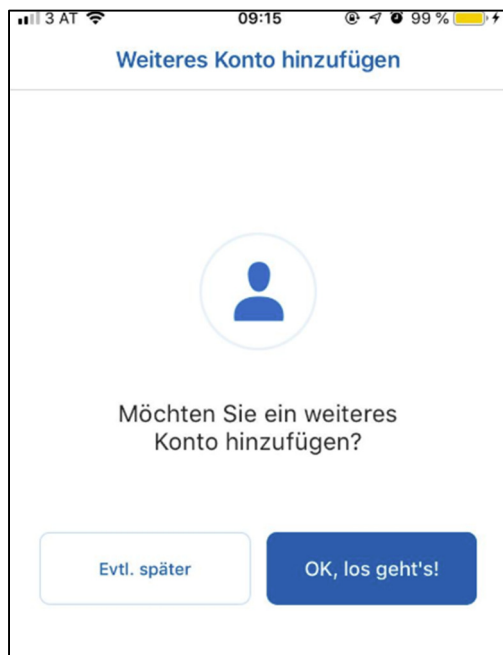 3 AT 09:15 99 %
Weiteres Konto hinzufügen
Möchten Sie ein weiteres
Konto hinzufügen?
Evtl. später OK, los geht's!